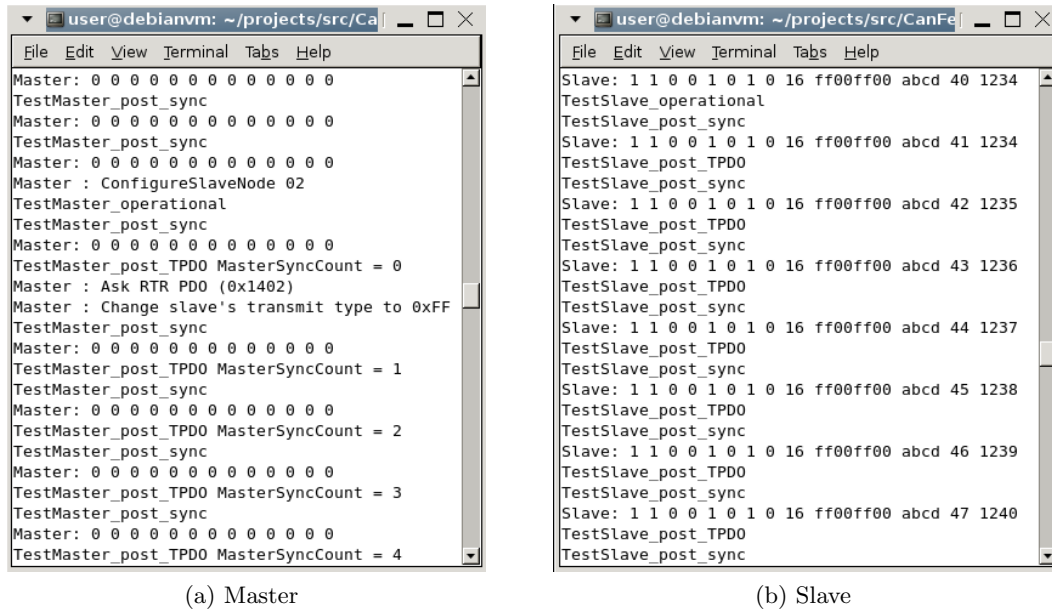 user@debianvm: ~/projects/src/Ca
File Edit View Terminal Tabs Help
Master: 0 0 0 0 0 0 0 0 0 0 0 0 0
TestMaster_post_sync
Master: 0 0 0 0 0 0 0 0 0 0 0 0 0
TestMaster_post_sync
Master: 0 0 0 0 0 0 0 0 0 0 0 0 0
Master : ConfigureSlaveNode 02
TestMaster_operational
TestMaster_post_sync
Master: 0 0 0 0 0 0 0 0 0 0 0 0 0
TestMaster_post_TPDO MasterSyncCount = 0
Master : Ask RTR PDO (0x1402)
Master : Change slave's transmit type to 0xFF
TestMaster_post_sync
Master: 0 0 0 0 0 0 0 0 0 0 0 0 0
TestMaster_post_TPDO MasterSyncCount = 1
TestMaster_post_sync
Master: 0 0 0 0 0 0 0 0 0 0 0 0 0
TestMaster_post_TPDO MasterSyncCount = 2
TestMaster_post_sync
Master: 0 0 0 0 0 0 0 0 0 0 0 0 0
TestMaster_post_TPDO MasterSyncCount = 3
TestMaster_post_sync
Master: 0 0 0 0 0 0 0 0 0 0 0 0 0
TestMaster_post_TPDO MasterSyncCount = 4
(a) Master
user@debianvm: ~/projects/src/CanFe
File Edit View Terminal Tabs Help
Slave: 1 1 0 0 1 0 1 0 16 ff00ff00 abcd 40 1234
TestSlave_operational
TestSlave_post_sync
Slave: 1 1 0 0 1 0 1 0 16 ff00ff00 abcd 41 1234
TestSlave_post_TPDO
TestSlave_post_sync
Slave: 1 1 0 0 1 0 1 0 16 ff00ff00 abcd 42 1235
TestSlave_post_TPDO
TestSlave_post_sync
Slave: 1 1 0 0 1 0 1 0 16 ff00ff00 abcd 43 1236
TestSlave_post_TPDO
TestSlave_post_sync
Slave: 1 1 0 0 1 0 1 0 16 ff00ff00 abcd 44 1237
TestSlave_post_TPDO
TestSlave_post_sync
Slave: 1 1 0 0 1 0 1 0 16 ff00ff00 abcd 45 1238
TestSlave_post_TPDO
TestSlave_post_sync
Slave: 1 1 0 0 1 0 1 0 16 ff00ff00 abcd 46 1239
TestSlave_post_TPDO
TestSlave_post_sync
Slave: 1 1 0 0 1 0 1 0 16 ff00ff00 abcd 47 1240
TestSlave_post_TPDO
TestSlave_post_sync
(b) Slave